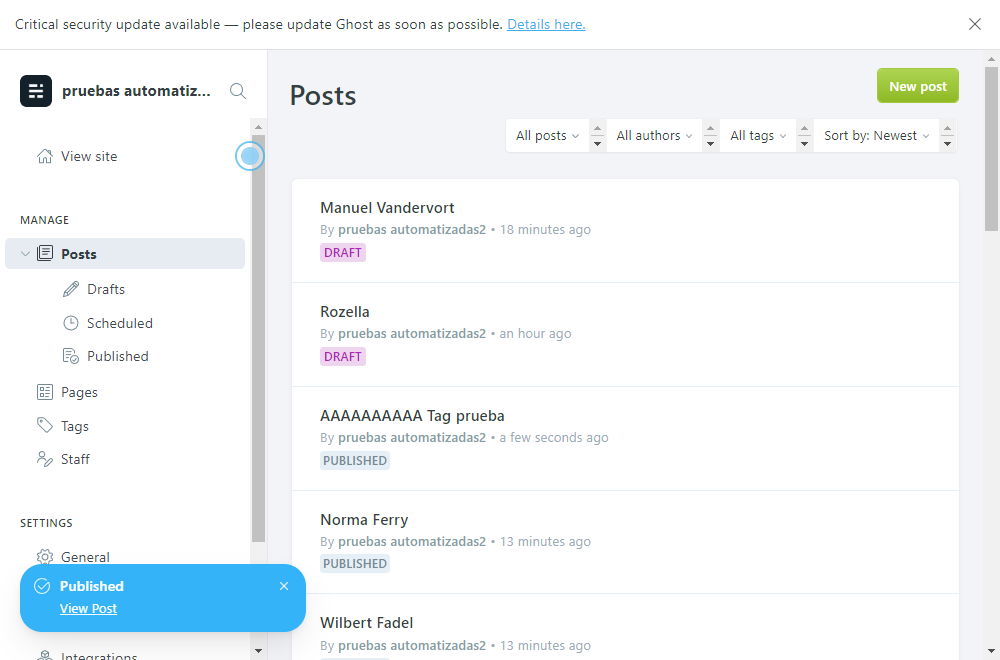 Critical security update available — please update Ghost as soon as possible. Details here.
pruebas automatiz...
View site
MANAGE
Posts
Drafts
Scheduled
Published
Pages
Tags
Staff
SETTINGS
General
Published
View Post
Integrations
Posts
New post
All posts
All authors
All tags
Sort by: Newest
Manuel Vandervort
By pruebas automatizadas2 • 18 minutes ago
DRAFT
Rozella
By pruebas automatizadas2 • an hour ago
DRAFT
AAAAAAAAAA Tag prueba
By pruebas automatizadas2 • a few seconds ago
PUBLISHED
Norma Ferry
By pruebas automatizadas2 • 13 minutes ago
PUBLISHED
Wilbert Fadel
By pruebas automatizadas2 • 13 minutes ago